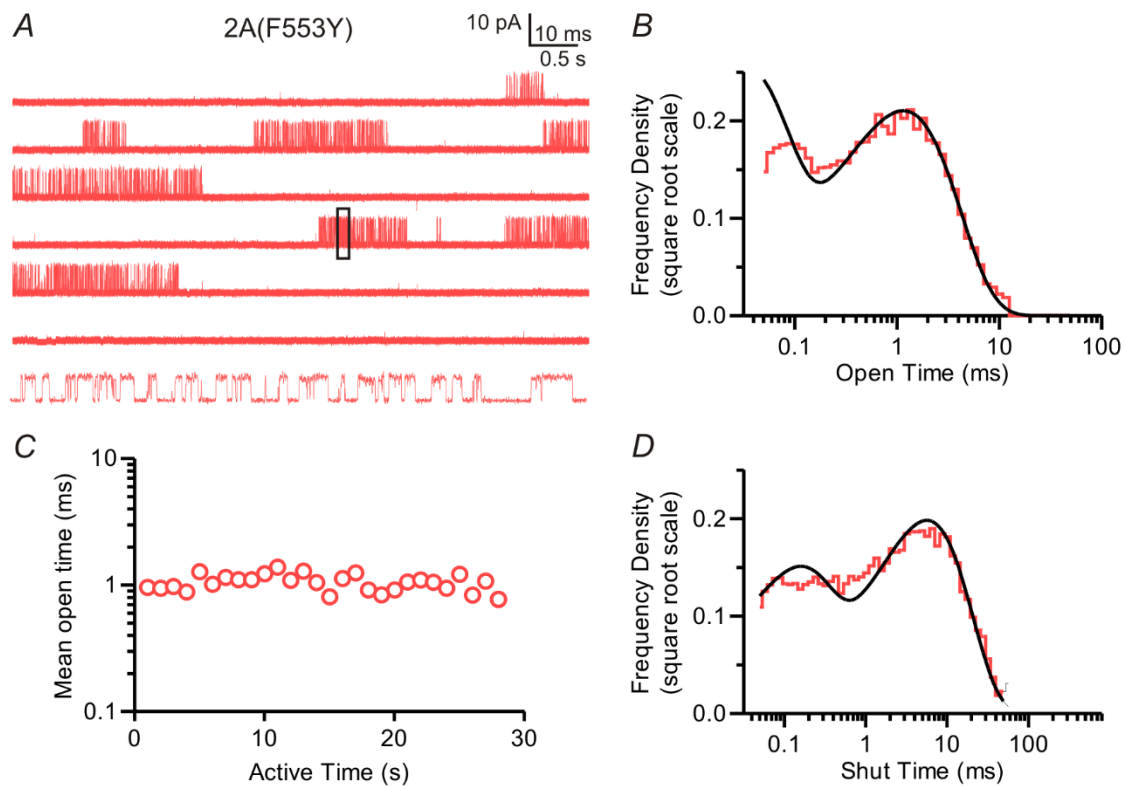 A
2A(F553Y)
10 pA
10 ms
0.5 s
B
Frequency Density
(square root scale)
0.2
0.1
0.0
0.1
1
10
100
Open Time (ms)
C
Mean open time (ms)
10
1
0.1
0
10
20
30
Active Time (s)
D
Frequency Density
(square root scale)
0.2
0.1
0.0
0.1
1
10
100
Shut Time (ms)